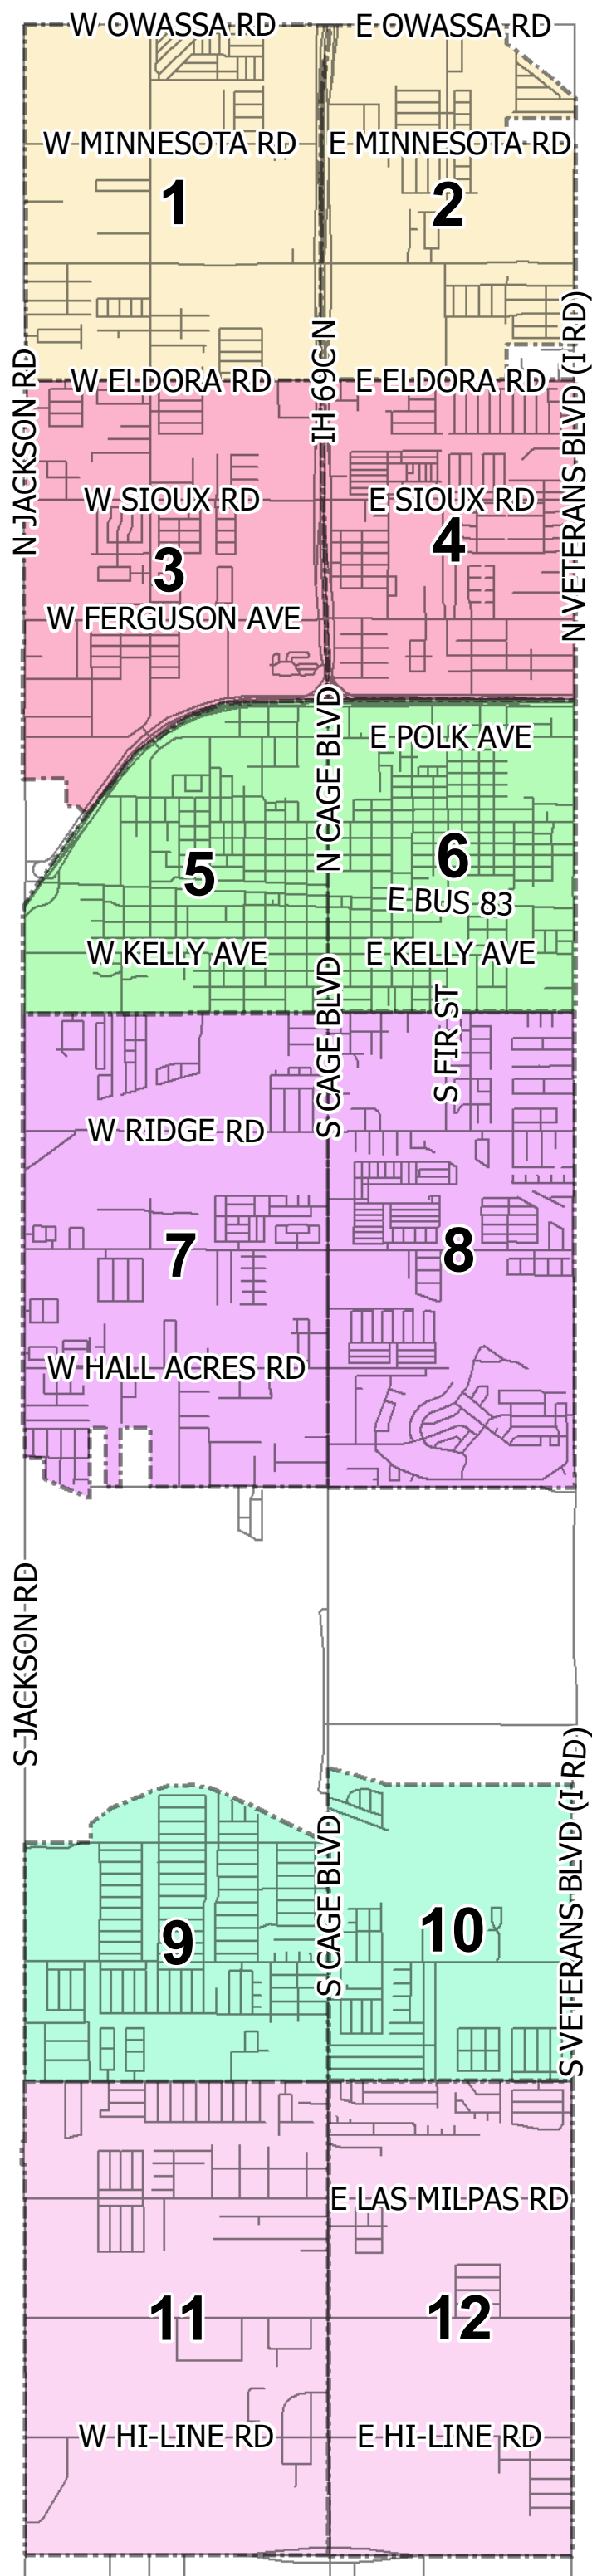 W OWASSA RD
E OWASSA RD
W MINNESOTA RD
E MINNESOTA RD
1
2
N JACKSON RD
IH 69C N
N VETERANS BLVD (I RD)
W ELDORA RD
E ELDORA RD
W SIOUX RD
E SIOUX RD
3
4
W FERGUSON AVE
N CAGE BLVD
E POLK AVE
5
6
E BUS 83
W KELLY AVE
E KELLY AVE
S CAGE BLVD
S FIR ST
W RIDGE RD
7
8
W HALL ACRES RD
S JACKSON RD
S CAGE BLVD
S VETERANS BLVD (I RD)
9
10
E LAS MILPAS RD
11
12
W HI-LINE RD
E HI-LINE RD